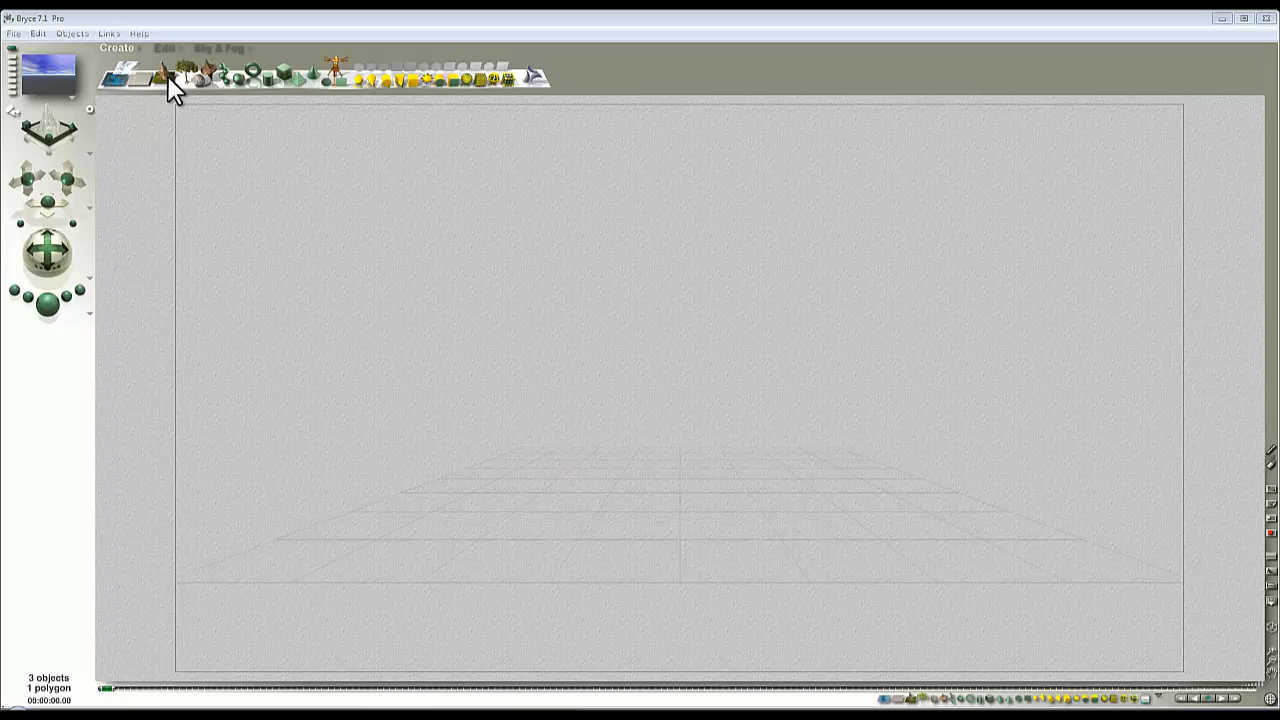 Bryce 7.1 Pro
File Edit Objects Links Help
Create Edit Sky & Fog
3 objects
1 polygon
00:00:00.00